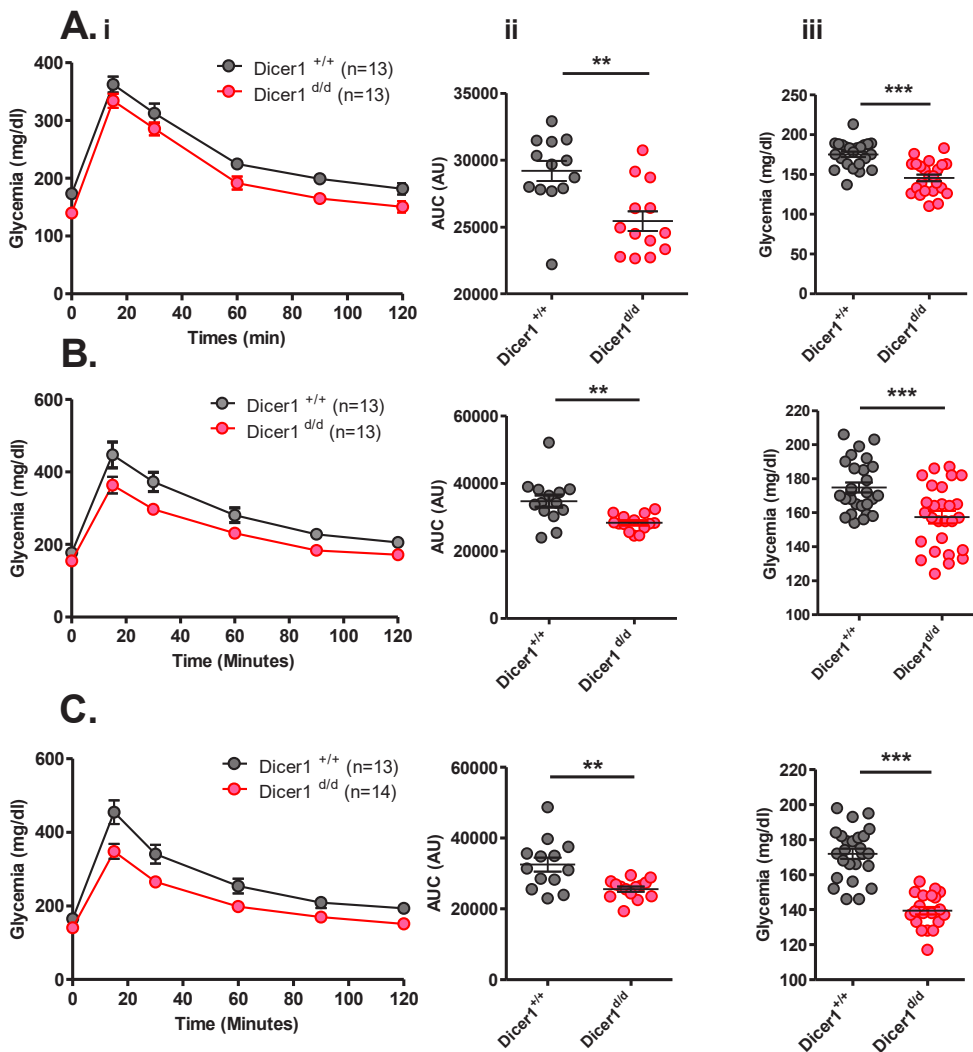 A. i
ii
iii
Glycemia (mg/dl)
400
300
200
100
0
Dicer1 +/+ (n=13)
Dicer1 d/d (n=13)
0 20 40 60 80 100 120
Times (min)
**
AUC (AU)
35000
30000
25000
20000
Dicer1+/+
Dicer1d/d
***
Glycemia (mg/dl)
250
200
150
100
50
0
Dicer1+/+
Dicer1d/d
B.
Glycemia (mg/dl)
600
400
200
0
Dicer1 +/+ (n=13)
Dicer1 d/d (n=13)
0 20 40 60 80 100 120
Time (Minutes)
**
AUC (AU)
60000
40000
20000
0
Dicer1+/+
Dicer1d/d
***
Glycemia (mg/dl)
220
200
180
160
140
120
100
Dicer1+/+
Dicer1d/d
C.
Glycemia (mg/dl)
600
400
200
0
Dicer1 +/+ (n=13)
Dicer1 d/d (n=14)
0 20 40 60 80 100 120
Time (Minutes)
**
AUC (AU)
60000
40000
20000
0
Dicer1+/+
Dicer1d/d
***
Glycemia (mg/dl)
220
200
180
160
140
120
100
Dicer1+/+
Dicer1d/d